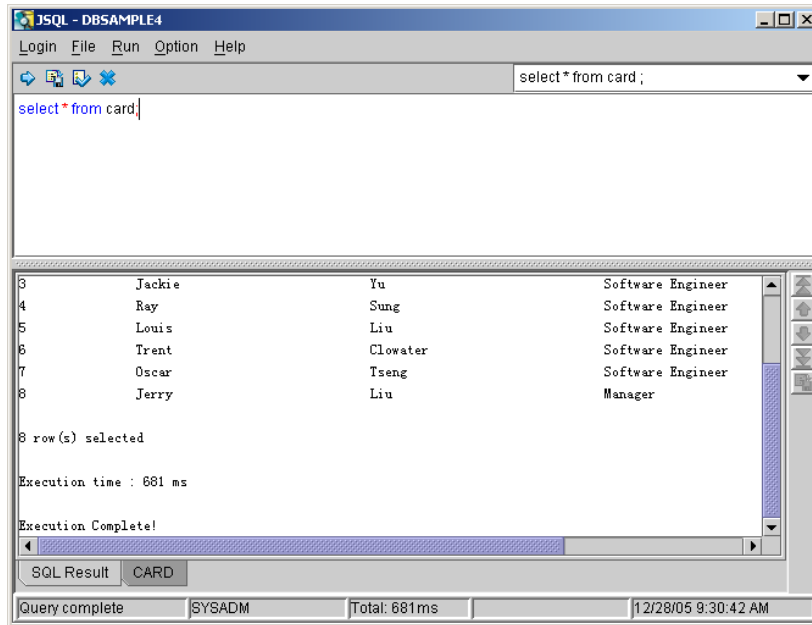 JSQL - DBSAMPLE4
Login File Run Option Help
select * from card ;
select * from card;
3 Jackie Yu Software Engineer
4 Ray Sung Software Engineer
5 Louis Liu Software Engineer
6 Trent Clowater Software Engineer
7 Oscar Tseng Software Engineer
8 Jerry Liu Manager
8 row(s) selected
Execution time : 681 ms
Execution Complete!
SQL Result CARD
Query complete SYSADM Total: 681ms 12/28/05 9:30:42 AM